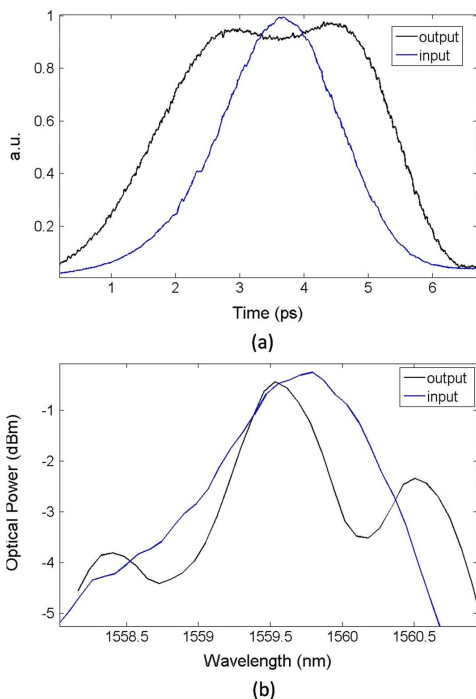 1
0.8
0.6
0.4
0.2
a.u.
output
input
1 2 3 4 5 6
Time (ps)
(a)
-1
-2
-3
-4
-5
Optical Power (dBm)
output
input
1558.5 1559 1559.5 1560 1560.5
Wavelength (nm)
(b)